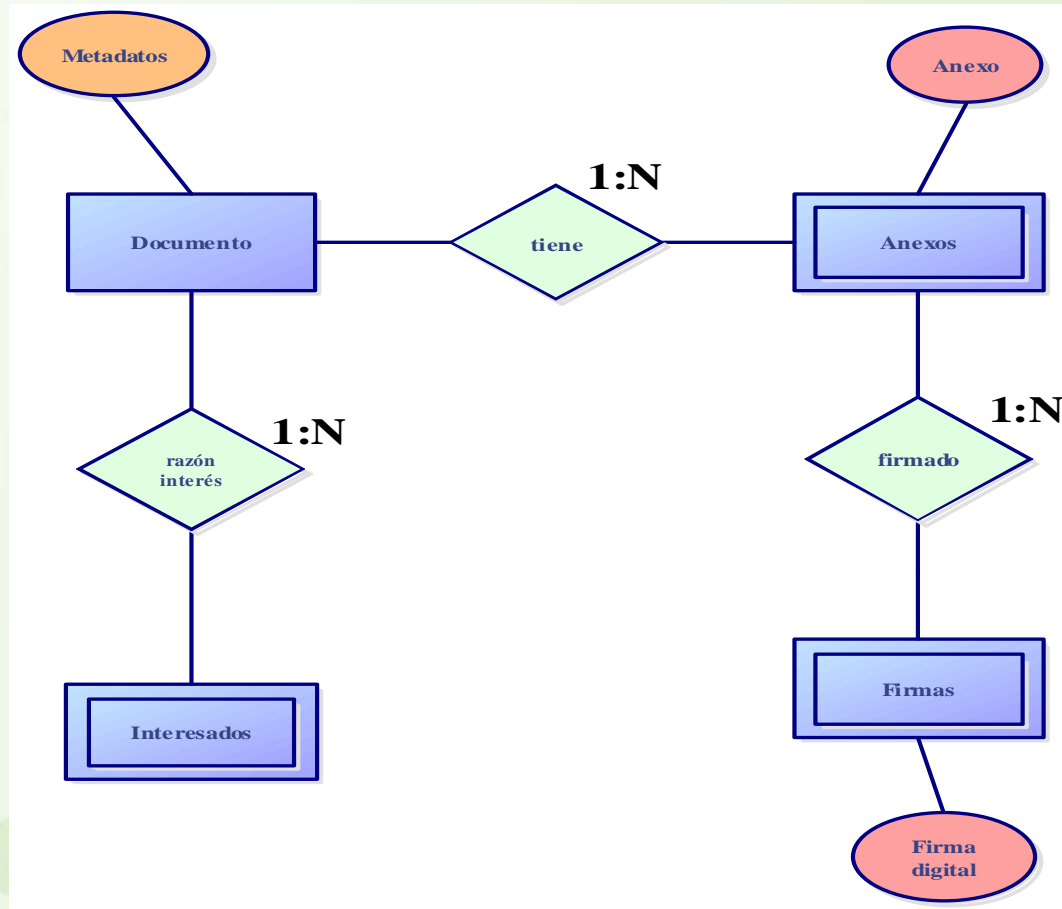 Metadatos
Anexo
1:N
Documento
tiene
Anexos
1:N
1:N
razón
interés
firmado
Firmas
Interesados
Firma
digital